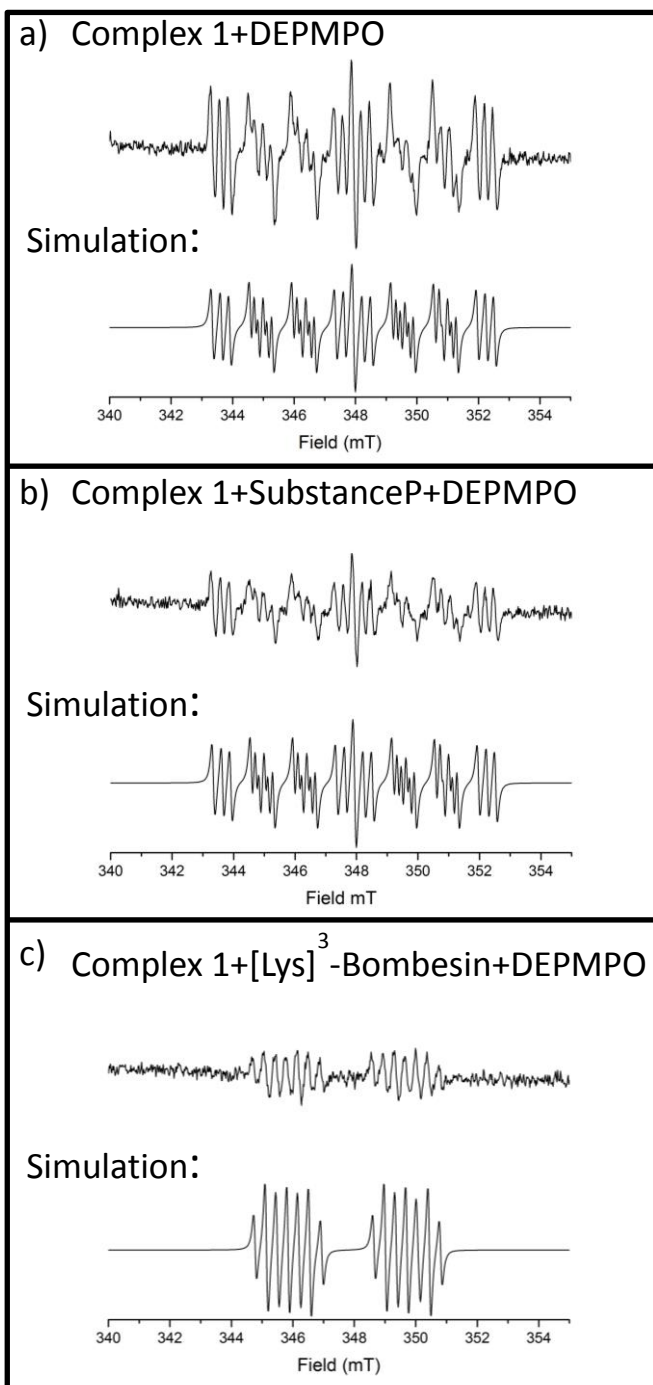 a) Complex 1+DEPMPO
Simulation:
340 342 344 346 348 350 352 354
Field (mT)
b) Complex 1+SubstanceP+DEPMPO
Simulation:
340 342 344 346 348 350 352 354
Field mT
c) Complex 1+[Lys]³-Bombesin+DEPMPO
Simulation:
340 342 344 346 348 350 352 354
Field (mT)